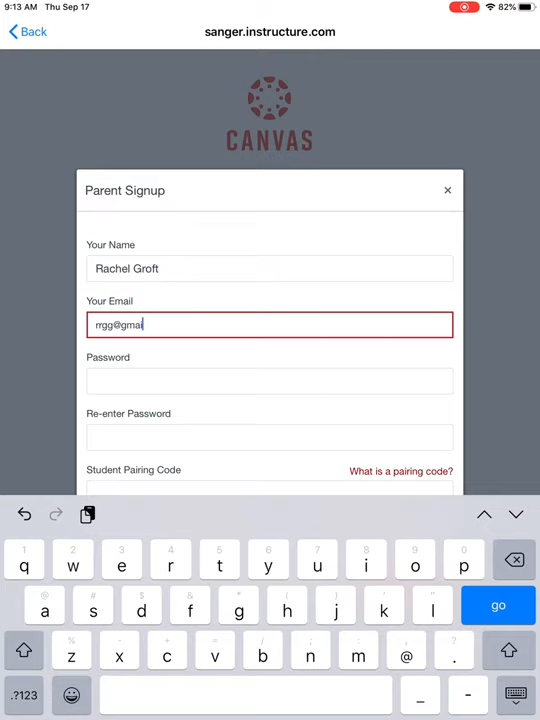 9:13 AM Thu Sep 17 82%
Back sanger.instructure.com
CANVAS
Parent Signup ×
Your Name
Rachel Groft
Your Email
rrgg@gmai
Password
Re-enter Password
Student Pairing Code What is a pairing code?
1 2 3 4 5 6 7 8 9 0
q w e r t y u i o p
@ # $ & * ( ) ' "
a s d f g h j k l go
% - + = / ; : , ?
z x c v b n m @ .
.?123 _ -